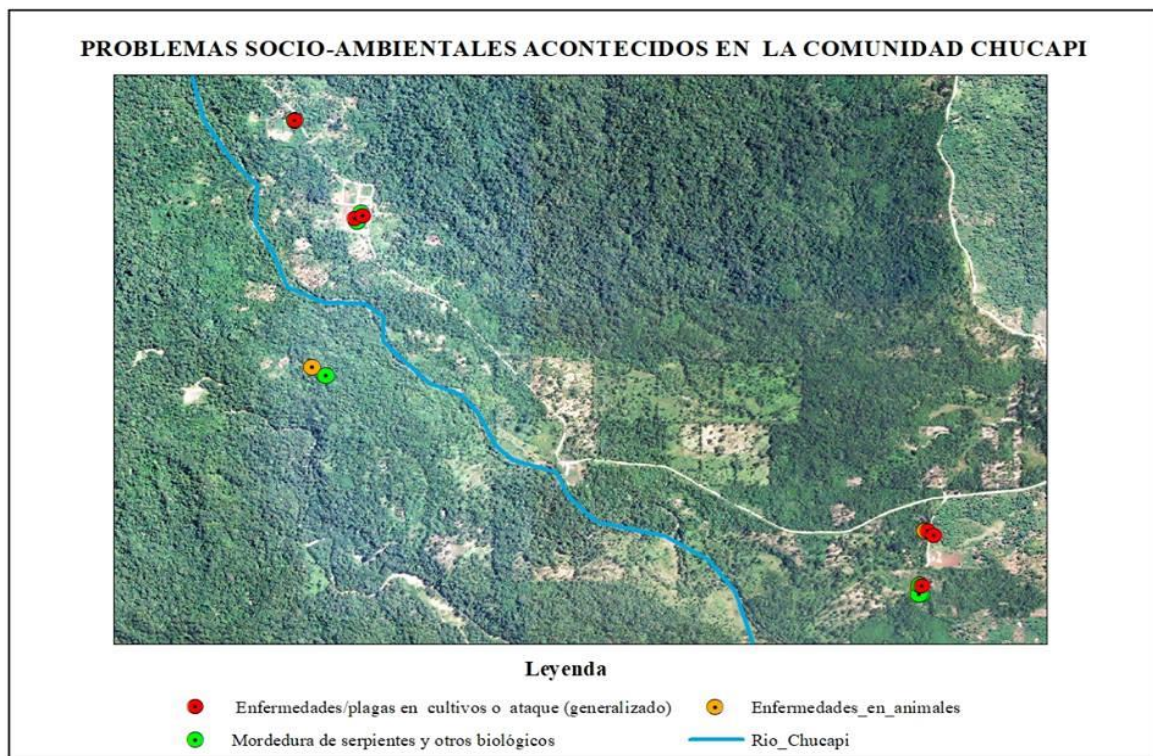 PROBLEMAS SOCIO-AMBIENTALES ACONTECIDOS EN LA COMUNIDAD CHUCAPI
Leyenda
Enfermedades/plagas en cultivos o ataque (generalizado)
Enfermedades_en_animales
Mordedura de serpientes y otros biológicos
Rio_Chucapi